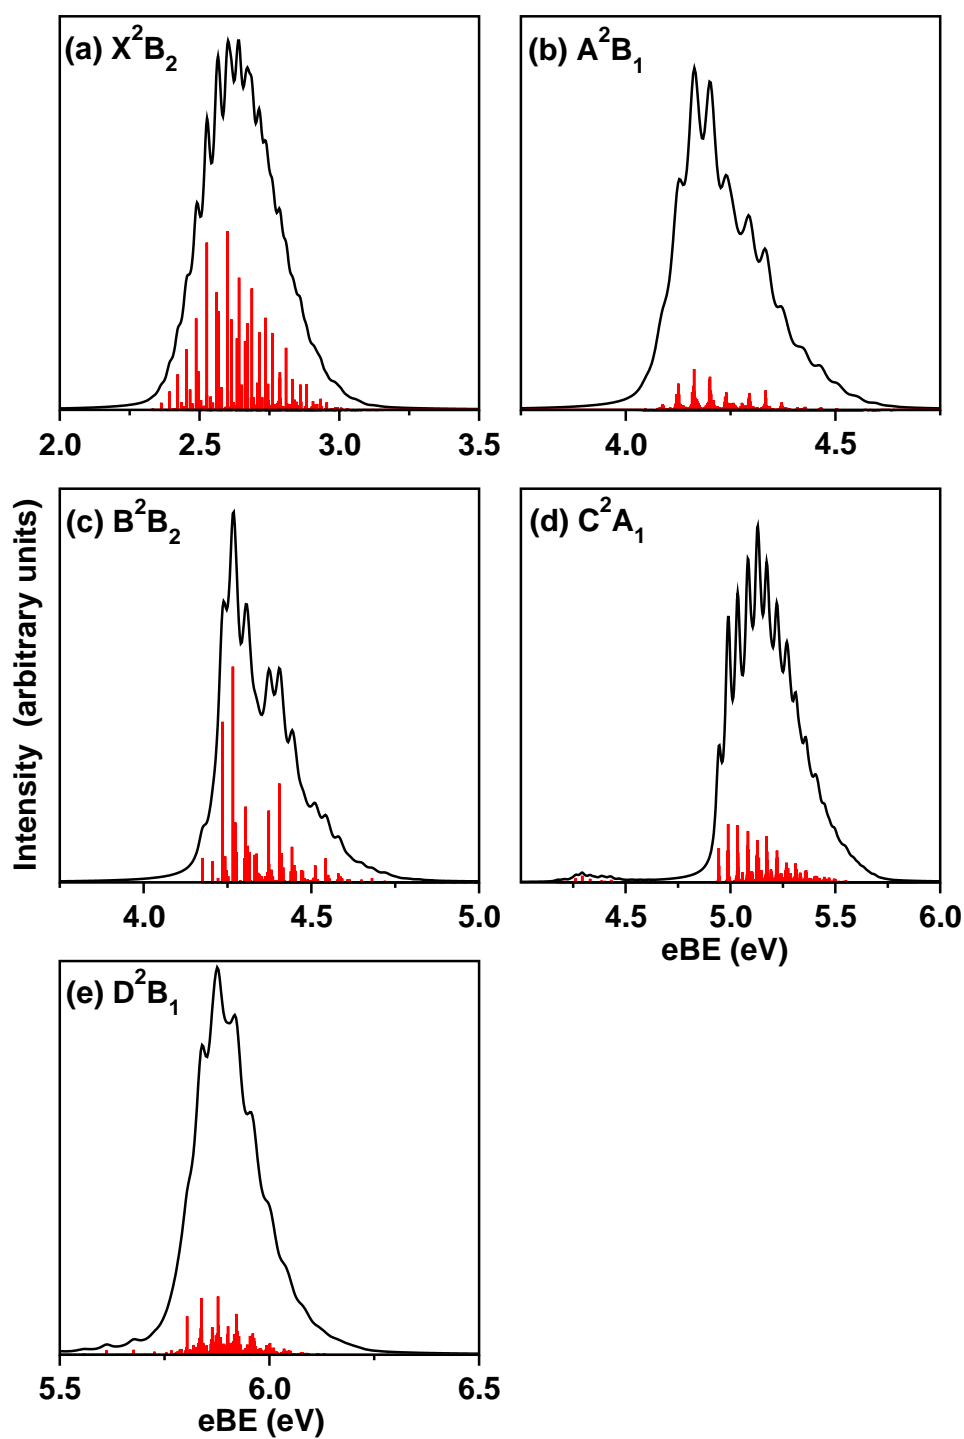 (a) X²B₂
(b) A²B₁
2.0 2.5 3.0 3.5
4.0 4.5
(c) B²B₂
(d) C²A₁
Intensity (arbitrary units)
4.0 4.5 5.0
4.5 5.0 5.5 6.0
eBE (eV)
(e) D²B₁
5.5 6.0 6.5
eBE (eV)